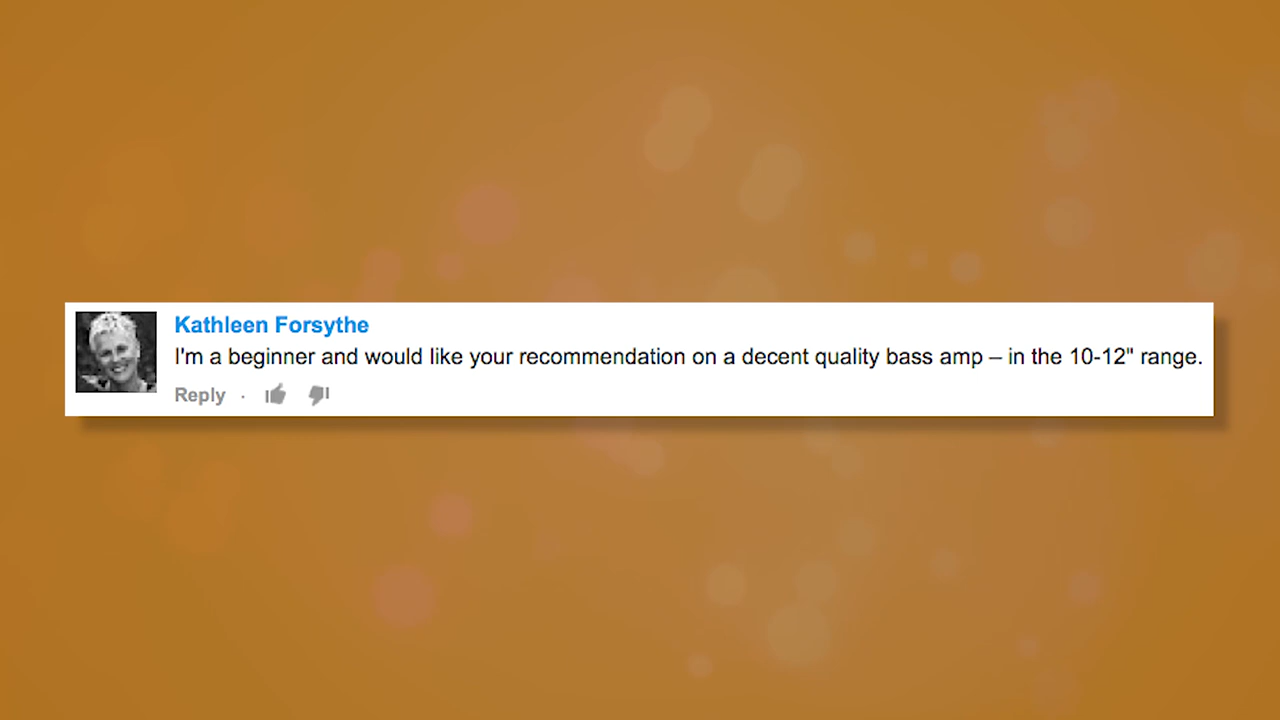 Kathleen Forsythe
I'm a beginner and would like your recommendation on a decent quality bass amp – in the 10-12" range.
Reply ·